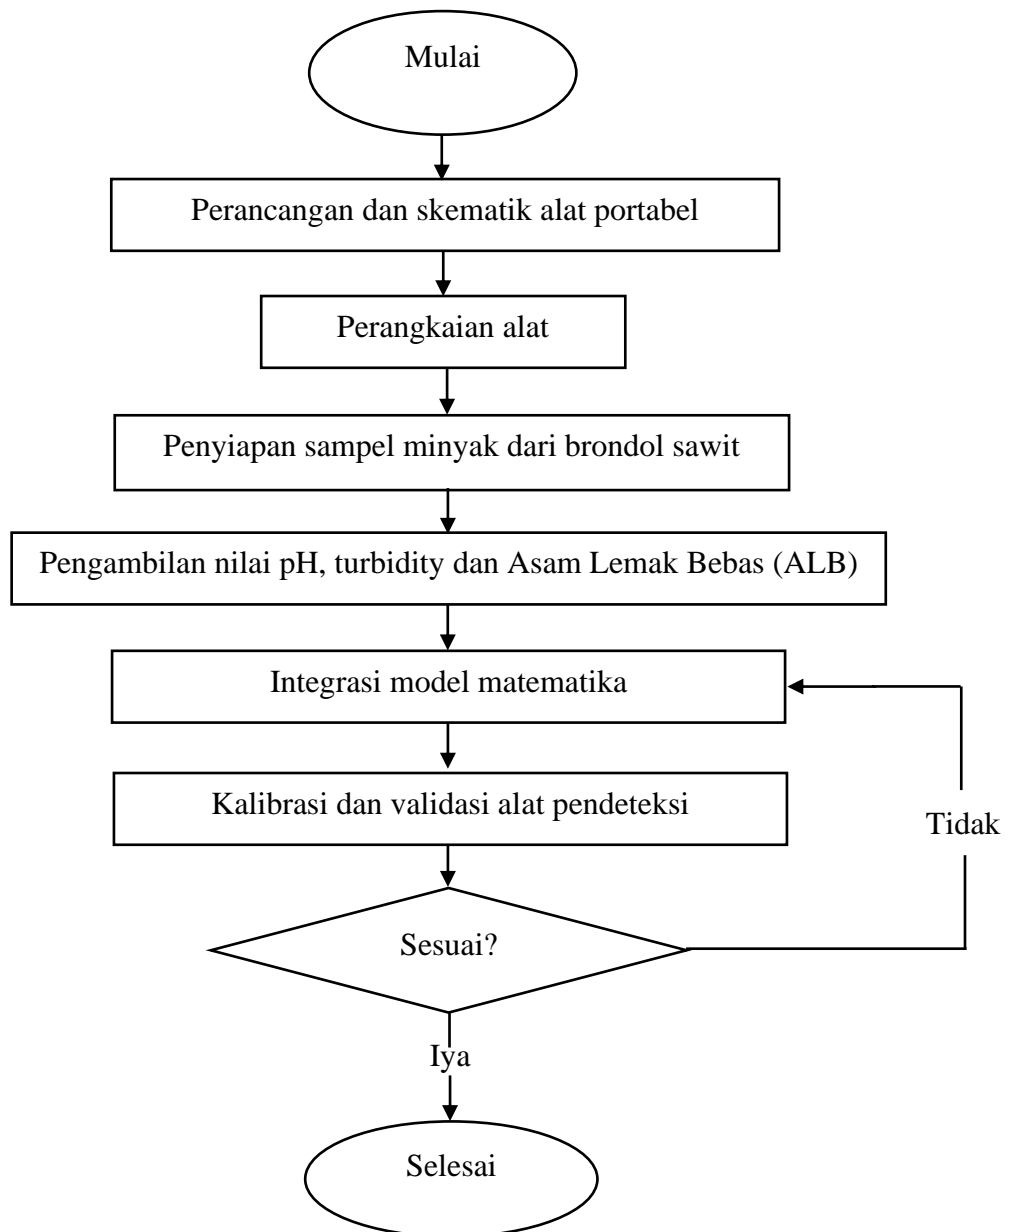 Mulai
Perancangan dan skematik alat portabel
Perangkaian alat
Penyiapan sampel minyak dari brondol sawit
Pengambilan nilai pH, turbidity dan Asam Lemak Bebas (ALB)
Integrasi model matematika
Kalibrasi dan validasi alat pendeteksi
Tidak
Sesuai?
Iya
Selesai